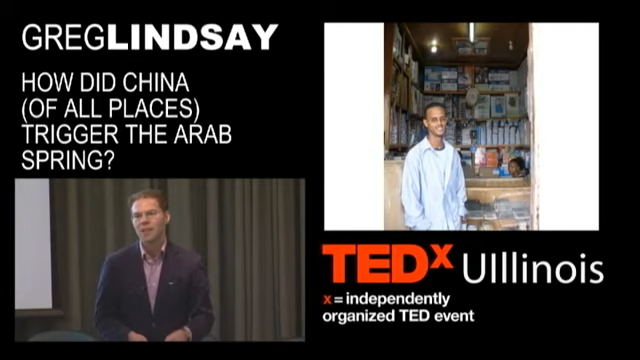 GREGLINDSAY
HOW DID CHINA
(OF ALL PLACES)
TRIGGER THE ARAB
SPRING?
TEDx UIllinois
x = independently
organized TED event